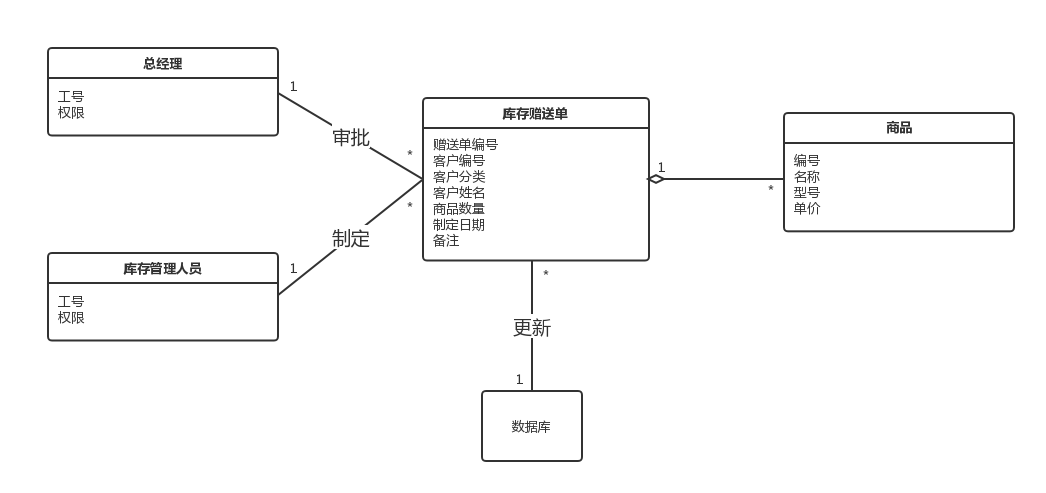 总经理
工号
权限
1
审批
*
库存赠送单
赠送单编号
客户编号
客户分类
客户姓名
商品数量
制定日期
备注
1
*
商品
编号
名称
型号
单价
*
制定
1
库存管理人员
工号
权限
*
更新
1
数据库